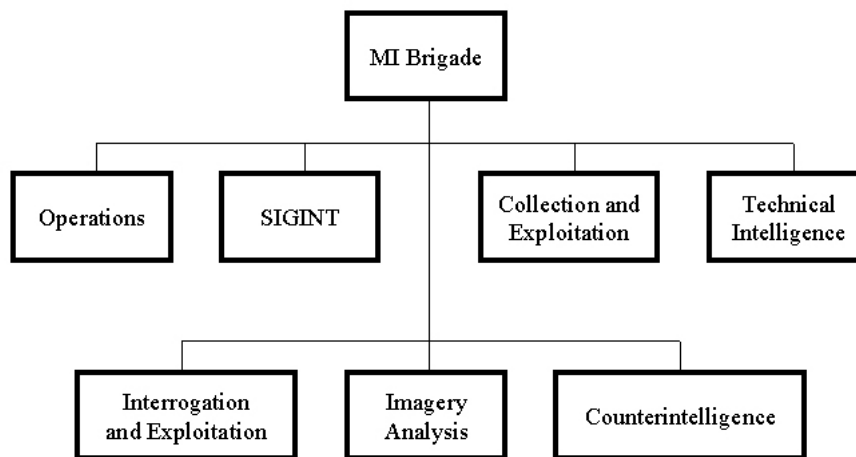 MI Brigade
Operations
SIGINT
Collection and
Exploitation
Technical
Intelligence
Interrogation
and Exploitation
Imagery
Analysis
Counterintelligence